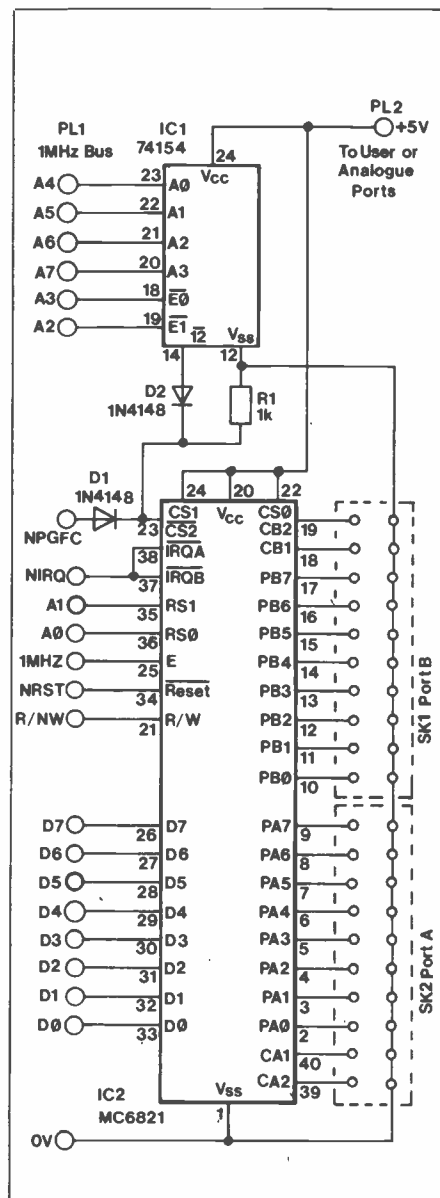 PL1
1MHz Bus
IC1
74154
PL2
+5V
To User or
Analogue
Ports
24
Vcc
A4 23 A0
A5 22 A1
A6 21 A2
A7 20 A3
A3 18 E0
A2 19 E1
12 Vss
14 12
D2
1N4148
R1
1k
D1
1N4148
NPGFC
24 20 22
CS1 Vcc CS0
23 CS2
CB2 19
NIRQ 38 IRQA
CB1 18
37 IRQB
PB7 17
A1 35 RS1
PB6 16
A0 36 RS0
PB5 15
1MHZ 25 E
PB4 14
NRST 34 Reset
PB3 13
R/NW 21 R/W
PB2 12
PB1 11
PB0 10
SK1 Port B
D7 26 D7
PA7 9
D6 27 D6
PA6 8
D5 28 D5
PA5 7
D4 29 D4
PA4 6
D3 30 D3
PA3 5
D2 31 D2
PA2 4
D1 32 D1
PA1 3
D0 33 D0
PA0 2
CA1 40
CA2 39
SK2 Port A
IC2
MC6821
Vss
1
0V